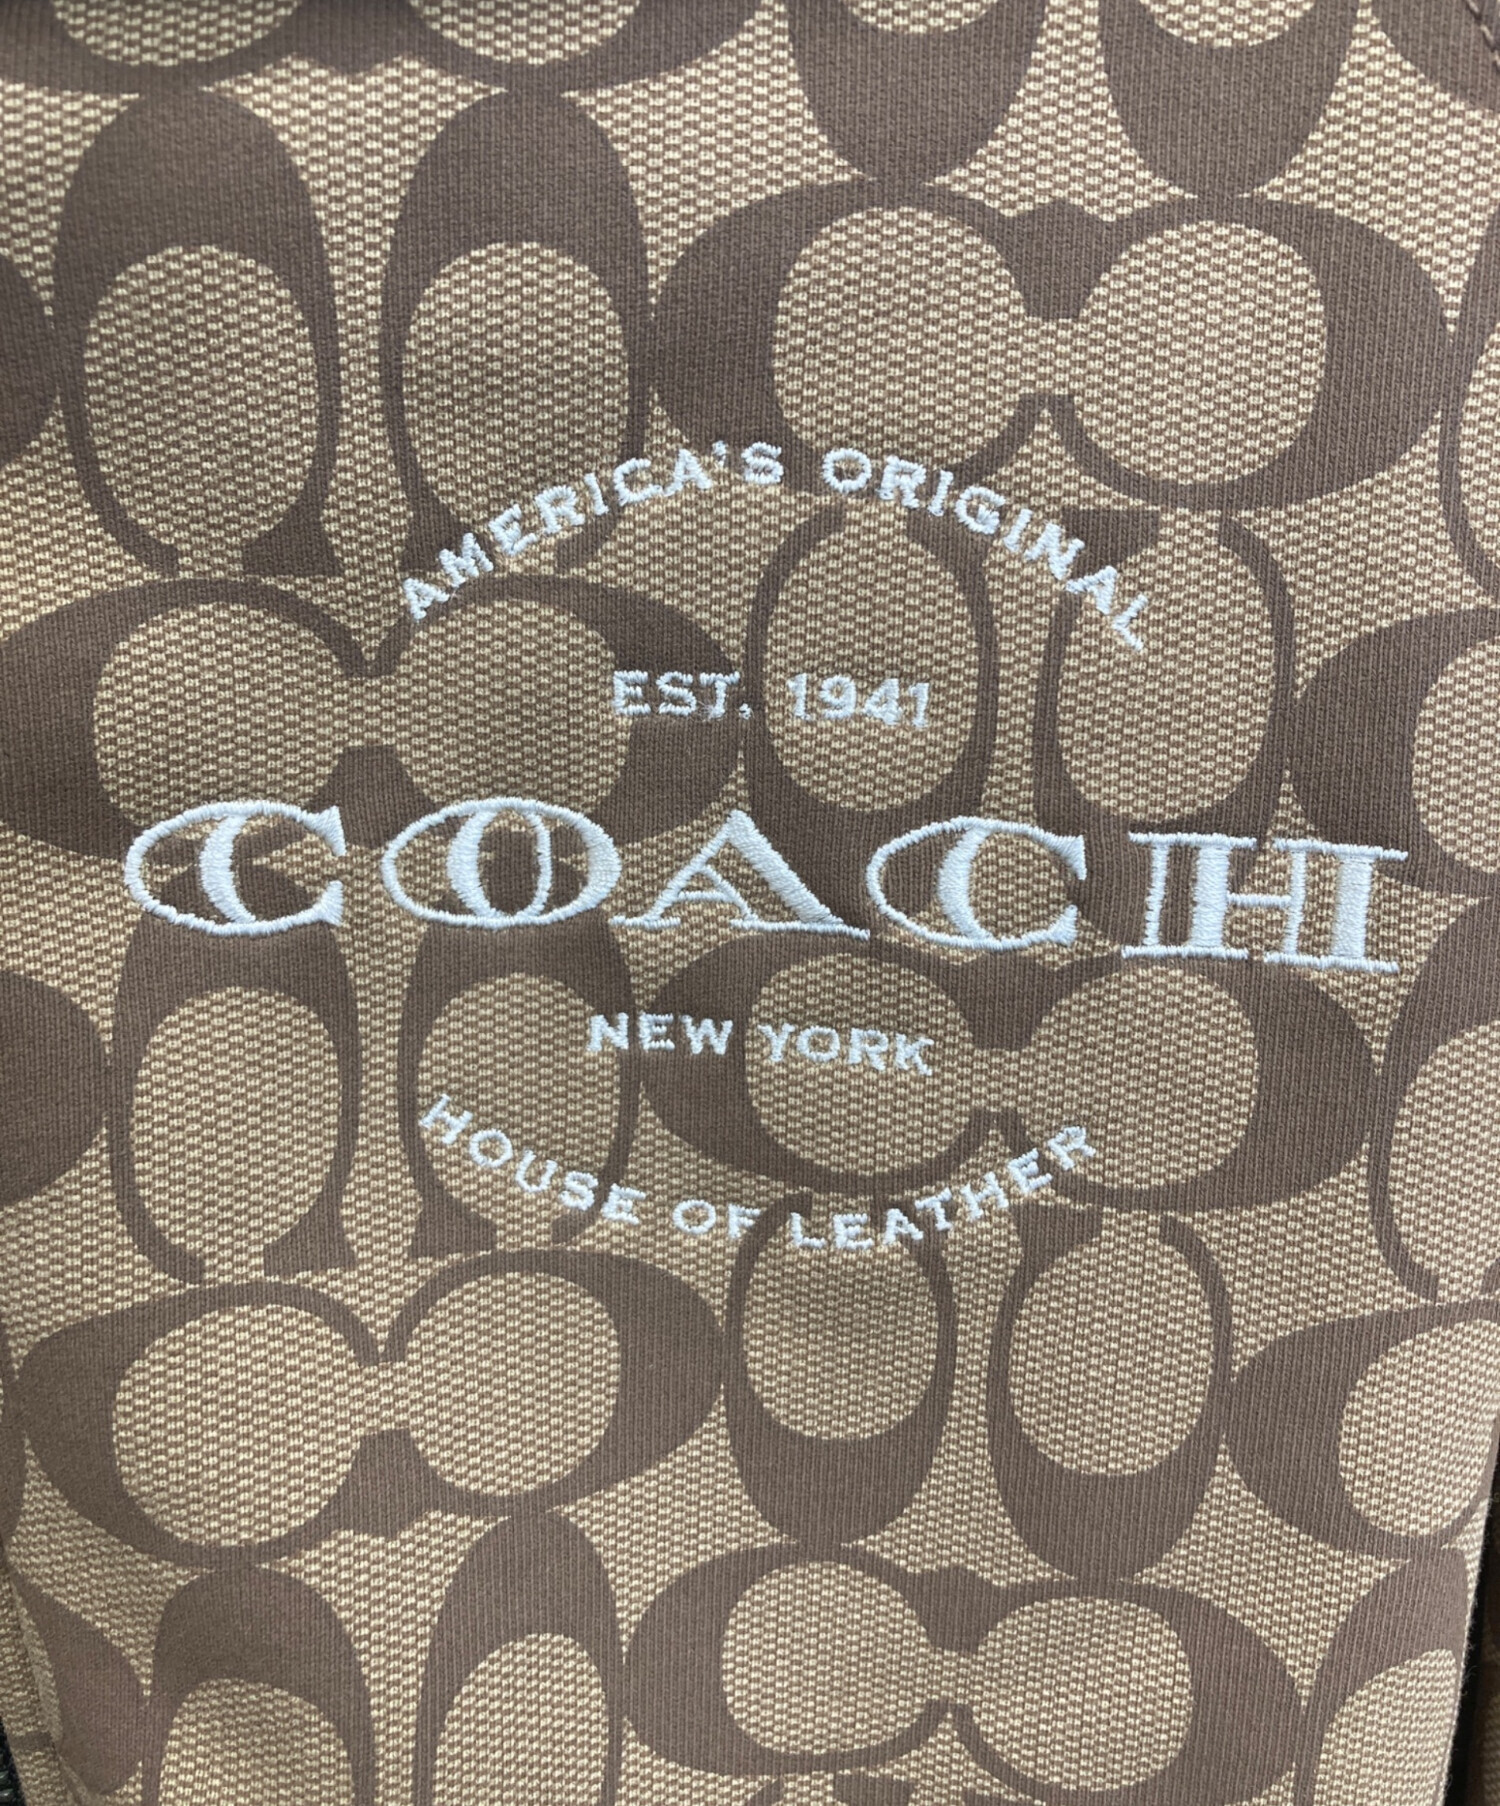 AMERICA'S ORIGINAL
EST. 1941
COACH
NEW YORK
HOUSE OF LEATHER